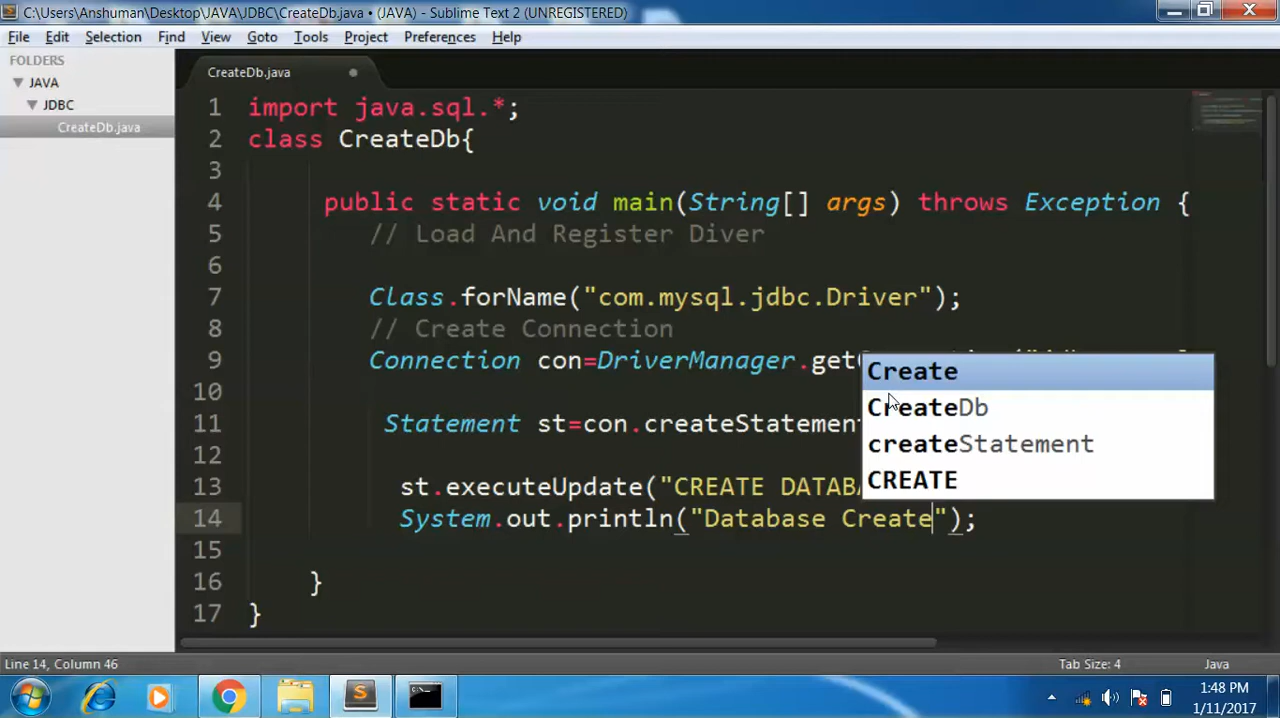 C:\Users\Anshuman\Desktop\JAVA\JDBC\CreateDb.java • (JAVA) - Sublime Text 2 (UNREGISTERED)
File Edit Selection Find View Goto Tools Project Preferences Help
FOLDERS
JAVA
JDBC
CreateDb.java
CreateDb.java
1 import java.sql.*;
2 class CreateDb{
3
4 public static void main(String[] args) throws Exception {
5 // Load And Register Diver
6
7 Class.forName("com.mysql.jdbc.Driver");
8 // Create Connection
9 Connection con=DriverManager.get
10
11 Statement st=con.createStatement
12
13 st.executeUpdate("CREATE DATABA
14 System.out.println("Database Create");
15
16 }
17 }
Create
CreateDb
createStatement
CREATE
Line 14, Column 46
Tab Size: 4
Java
1:48 PM
1/11/2017